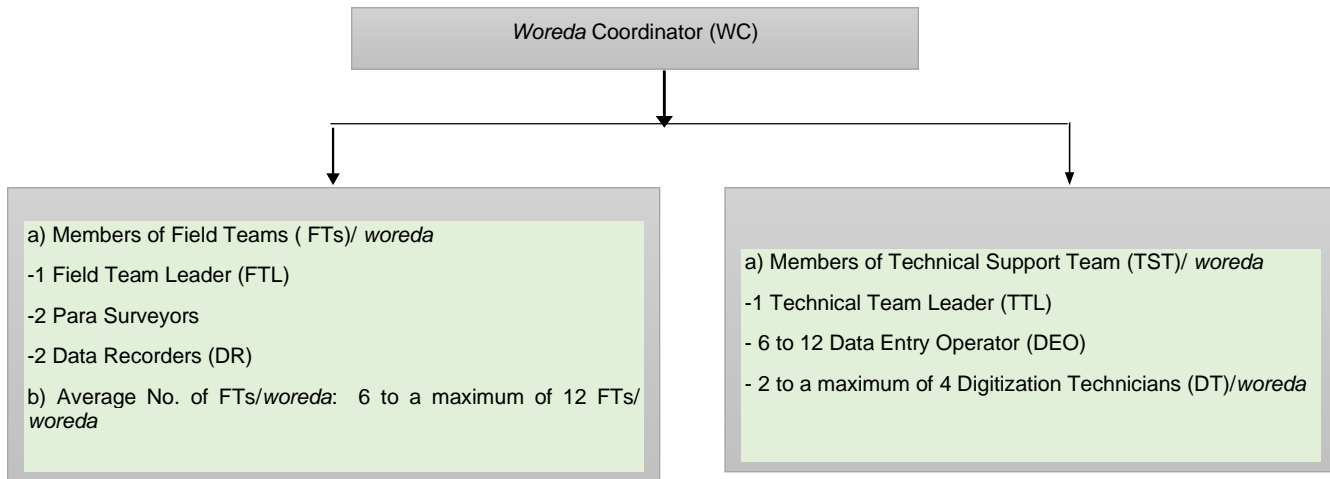 Woreda Coordinator (WC)
a) Members of Field Teams ( FTs)/ woreda
-1 Field Team Leader (FTL)
-2 Para Surveyors
-2 Data Recorders (DR)
b) Average No. of FTs/woreda: 6 to a maximum of 12 FTs/
woreda
a) Members of Technical Support Team (TST)/ woreda
-1 Technical Team Leader (TTL)
- 6 to 12 Data Entry Operator (DEO)
- 2 to a maximum of 4 Digitization Technicians (DT)/woreda